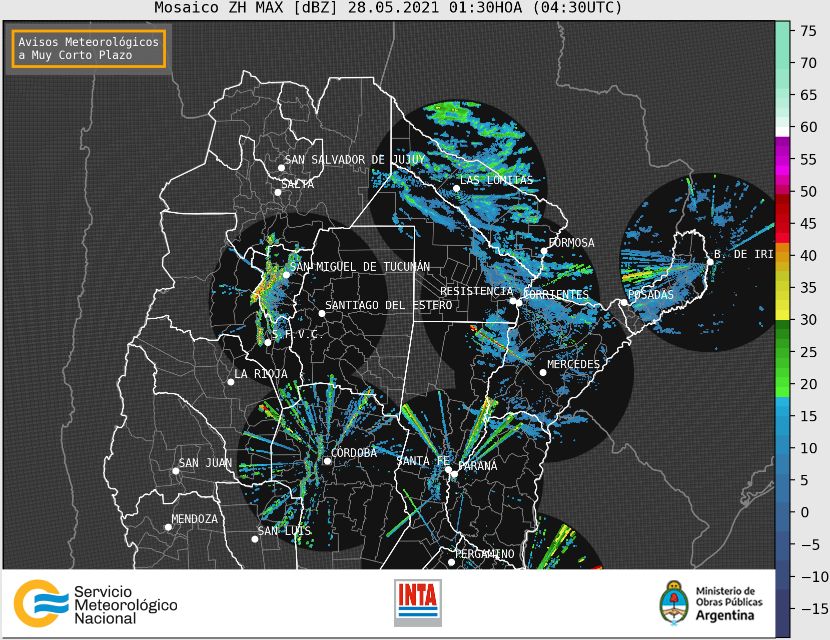 Mosaico ZH MAX [dBZ] 28.05.2021 01:30HOA (04:30UTC)
Avisos Meteorológicos
a Muy Corto Plazo
SAN SALVADOR DE JUJUY
SALTA
LAS LOMITAS
FORMOSA
B. DE IRI
SAN MIGUEL DE TUCUMÁN
RESISTENCIA
CORRIENTES
POSADAS
SANTIAGO DEL ESTERO
S.F.V.C
MERCEDES
LA RIOJA
CÓRDOBA
SANTA FE
PARANÁ
SAN JUAN
MENDOZA
SAN LUIS
PERGAMINO
75
70
65
60
55
50
45
40
35
30
25
20
15
10
5
0
−5
−10
−15
Servicio
Meteorológico
Nacional
INTA
Ministerio de
Obras Públicas
Argentina